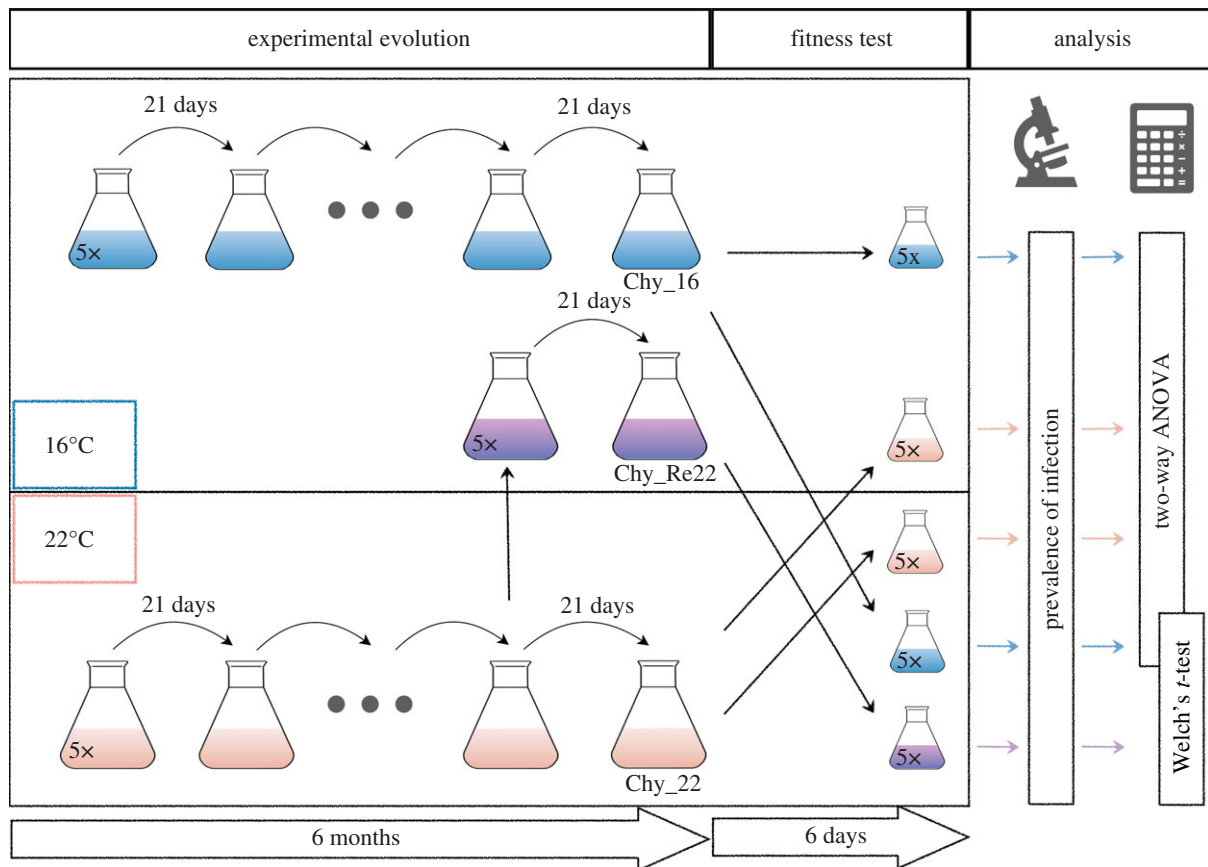 experimental evolution
fitness test
analysis
21 days
21 days
5×
5x
Chy_16
21 days
5×
Chy_Re22
5×
16°C
22°C
5×
21 days
21 days
5×
5×
Chy_22
5×
prevalence of infection
two-way ANOVA
Welch's t-test
6 months
6 days
÷
×
−
+
=